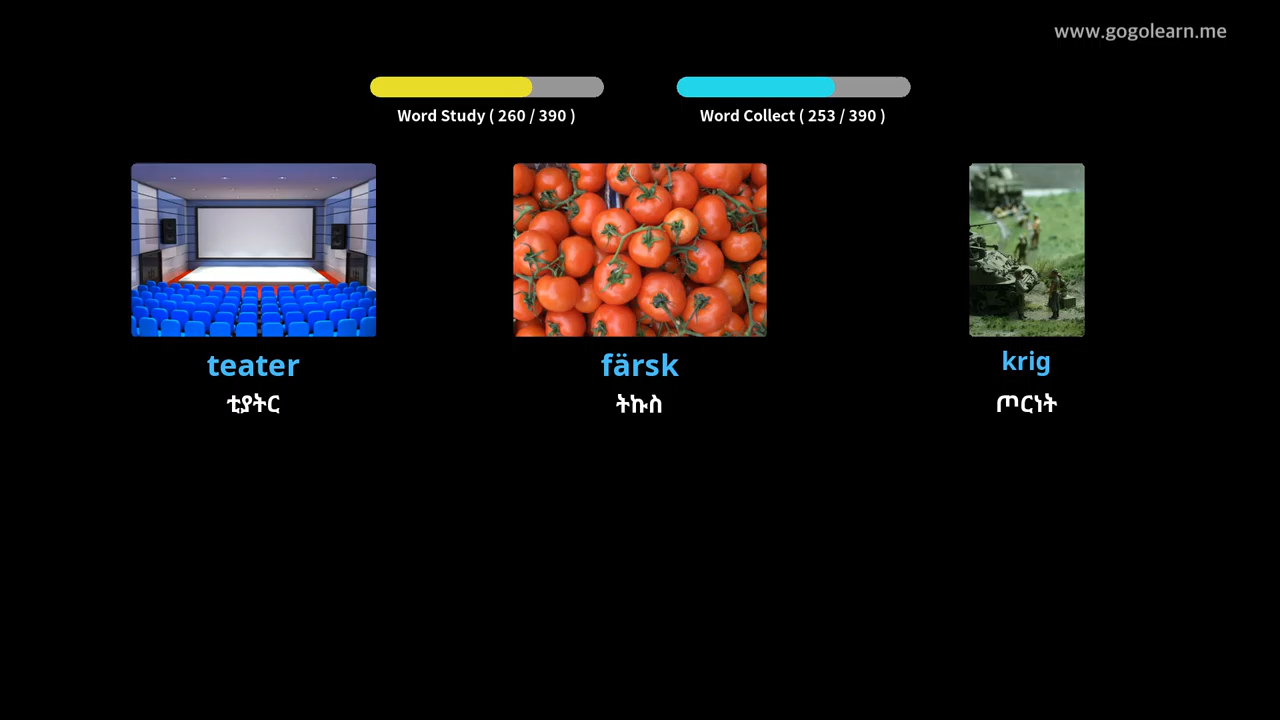 www.gogolearn.me
Word Study ( 260 / 390 )
Word Collect ( 253 / 390 )
teater
färsk
krig
ቲያትር
ትኩስ
ጦርነት